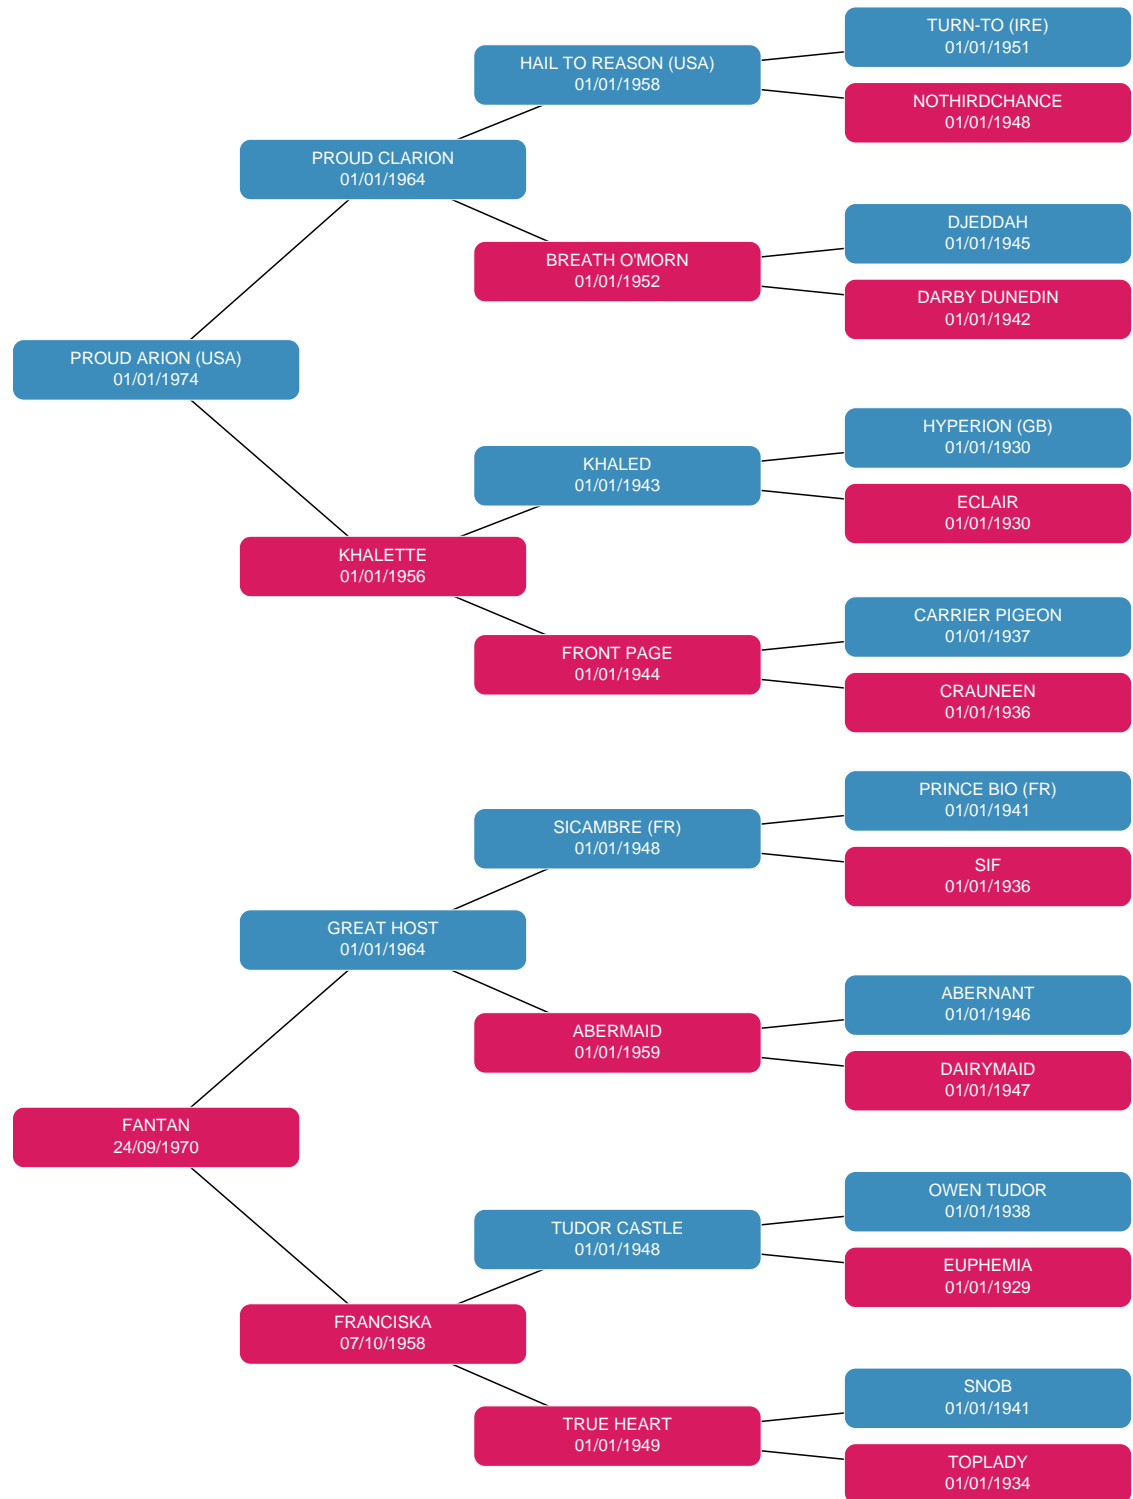 TURN-TO (IRE)
01/01/1951
HAIL TO REASON (USA)
01/01/1958
NOTHIRDCHANCE
01/01/1948
PROUD CLARION
01/01/1964
DJEDDAH
01/01/1945
BREATH O'MORN
01/01/1952
DARBY DUNEDIN
01/01/1942
PROUD ARION (USA)
01/01/1974
HYPERION (GB)
01/01/1930
KHALED
01/01/1943
ECLAIR
01/01/1930
KHALETTE
01/01/1956
CARRIER PIGEON
01/01/1937
FRONT PAGE
01/01/1944
CRAUNEEN
01/01/1936
PRINCE BIO (FR)
01/01/1941
SICAMBRE (FR)
01/01/1948
SIF
01/01/1936
GREAT HOST
01/01/1964
ABERNANT
01/01/1946
ABERMAID
01/01/1959
DAIRYMAID
01/01/1947
FANTAN
24/09/1970
OWEN TUDOR
01/01/1938
TUDOR CASTLE
01/01/1948
EUPHEMIA
01/01/1929
FRANCISKA
07/10/1958
SNOB
01/01/1941
TRUE HEART
01/01/1949
TOPLADY
01/01/1934